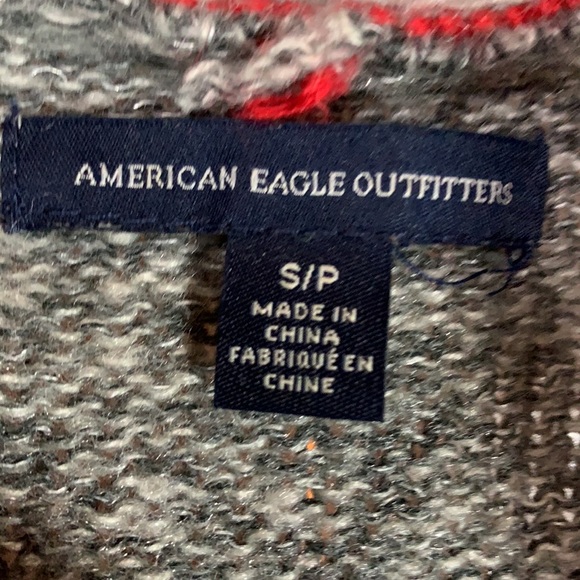 AMERICAN EAGLE OUTFITTERS
S/P
MADE IN
CHINA
FABRIQUÉ EN
CHINE